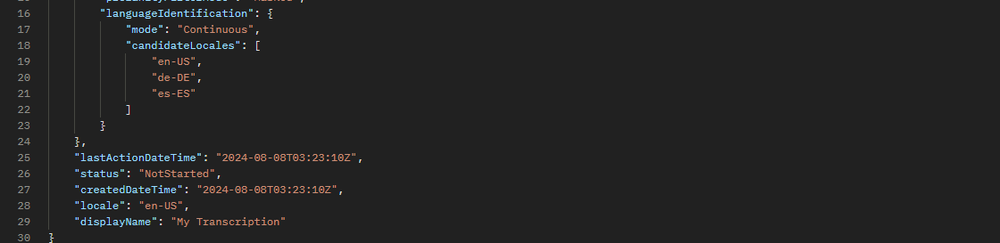 16 "languageIdentification": {
17 "mode": "Continuous",
18 "candidateLocales": [
19 "en-US",
20 "de-DE",
21 "es-ES"
22 ]
23 }
24 },
25 "lastActionDateTime": "2024-08-08T03:23:10Z",
26 "status": "NotStarted",
27 "createdDateTime": "2024-08-08T03:23:10Z",
28 "locale": "en-US",
29 "displayName": "My Transcription"
30 }